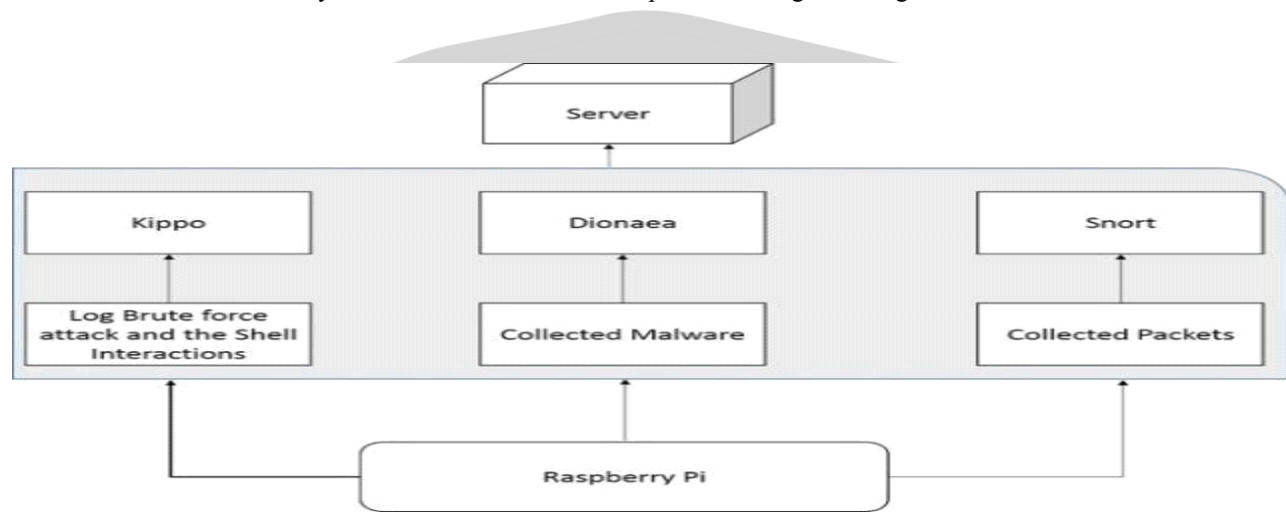 Server
Kippo
Dionaea
Snort
Log Brute force
attack and the Shell
Interactions
Collected Malware
Collected Packets
Raspberry Pi